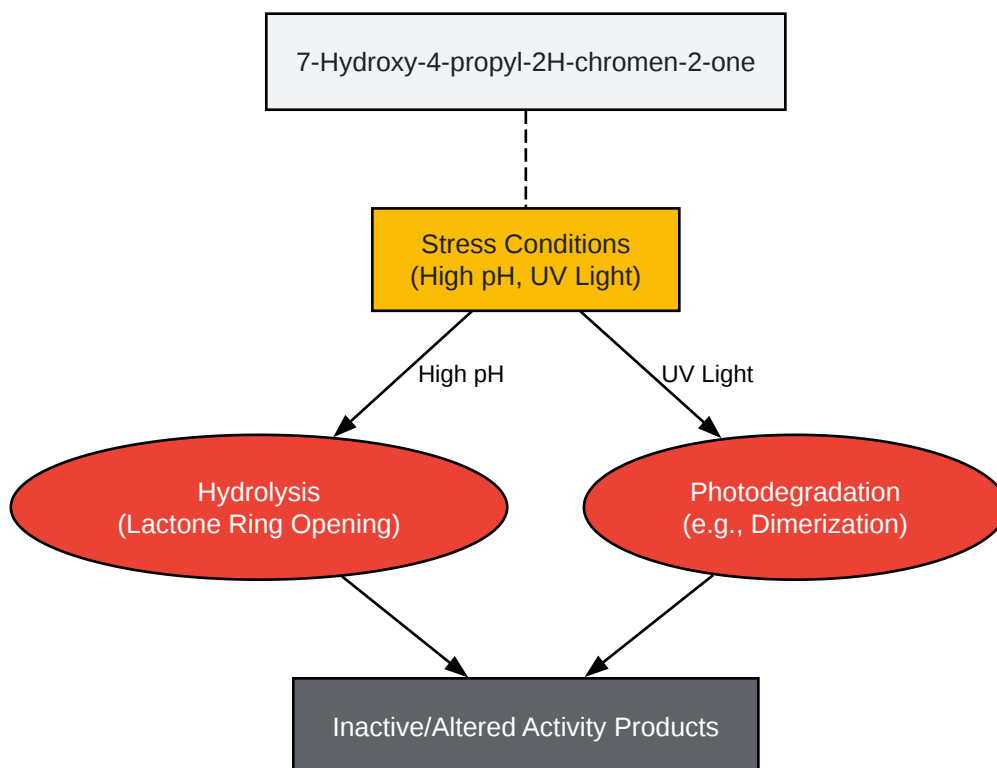 7-Hydroxy-4-propyl-2H-chromen-2-one
Stress Conditions
(High pH, UV Light)
High pH
UV Light
Hydrolysis
(Lactone Ring Opening)
Photodegradation
(e.g., Dimerization)
Inactive/Altered Activity Products